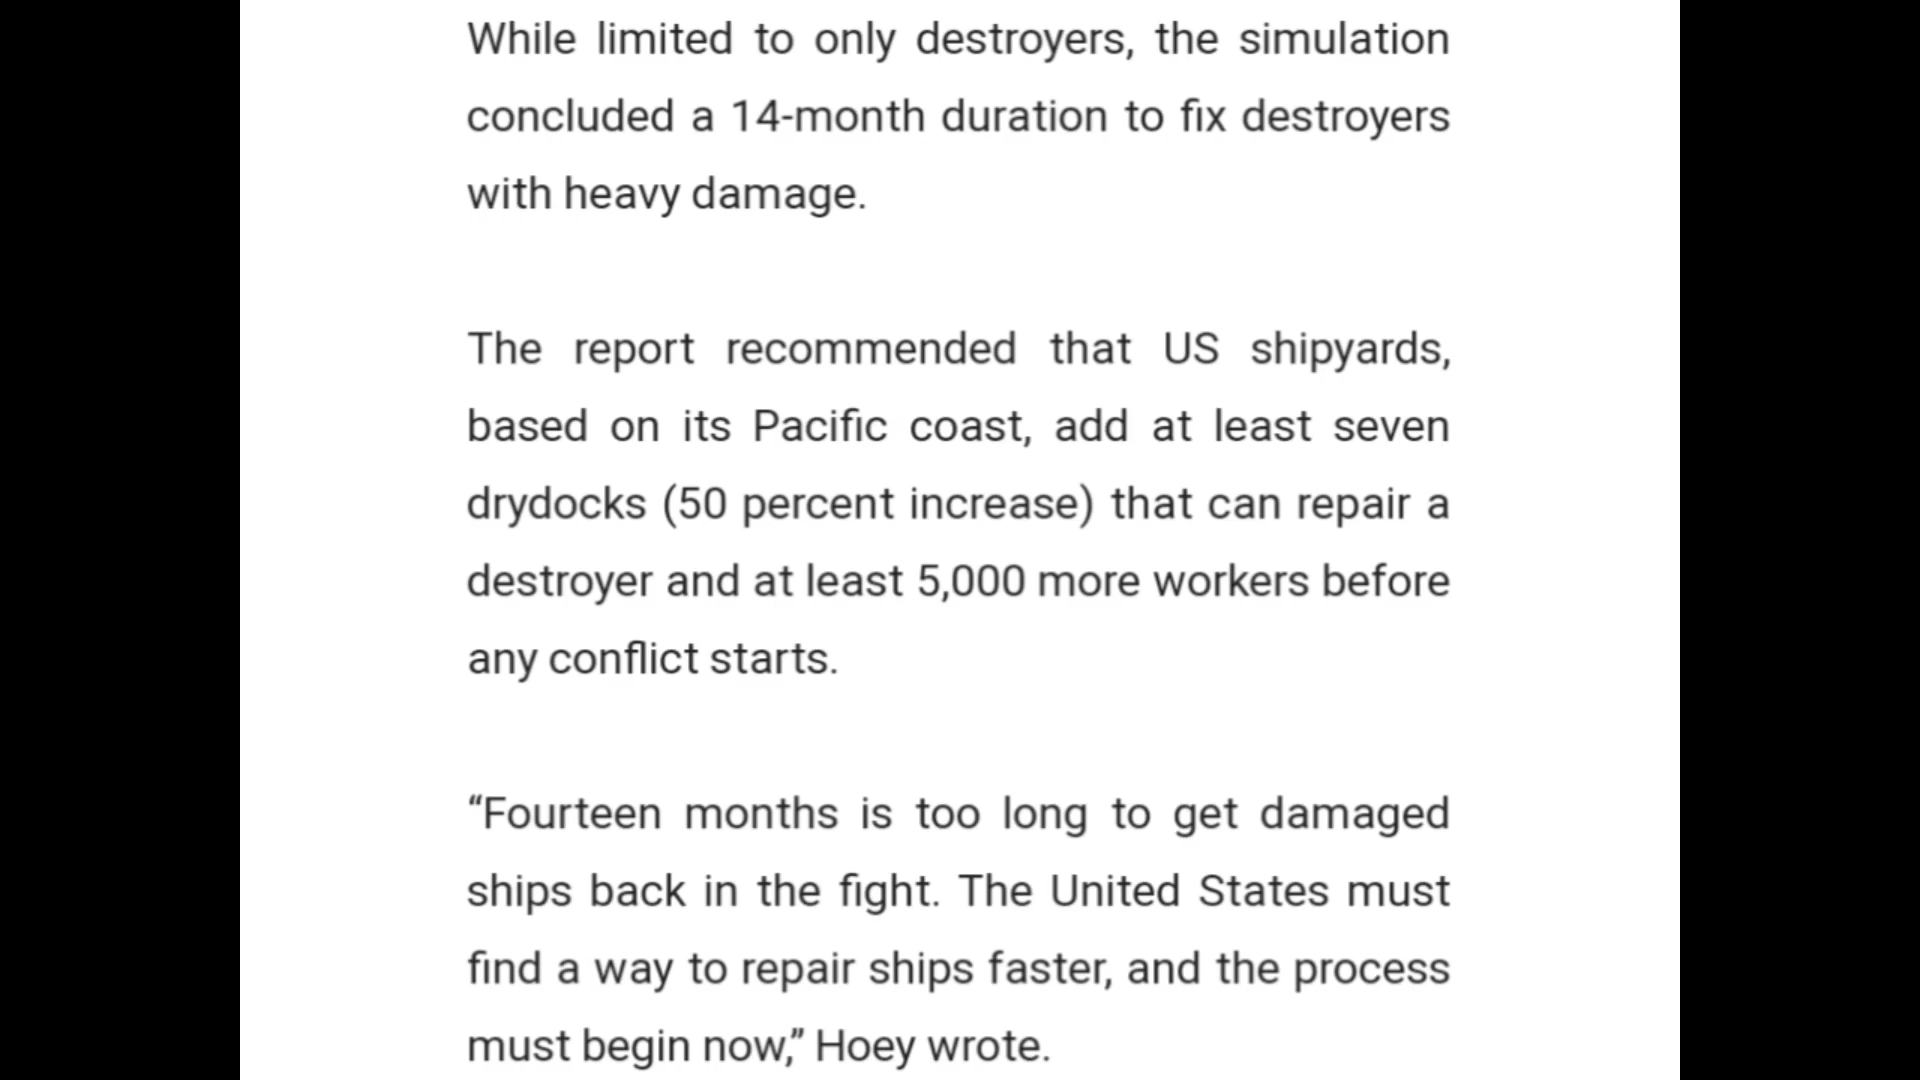 While limited to only destroyers, the simulation
concluded a 14-month duration to fix destroyers
with heavy damage.
The report recommended that US shipyards,
based on its Pacific coast, add at least seven
drydocks (50 percent increase) that can repair a
destroyer and at least 5,000 more workers before
any conflict starts.
“Fourteen months is too long to get damaged
ships back in the fight. The United States must
find a way to repair ships faster, and the process
must begin now,” Hoey wrote.